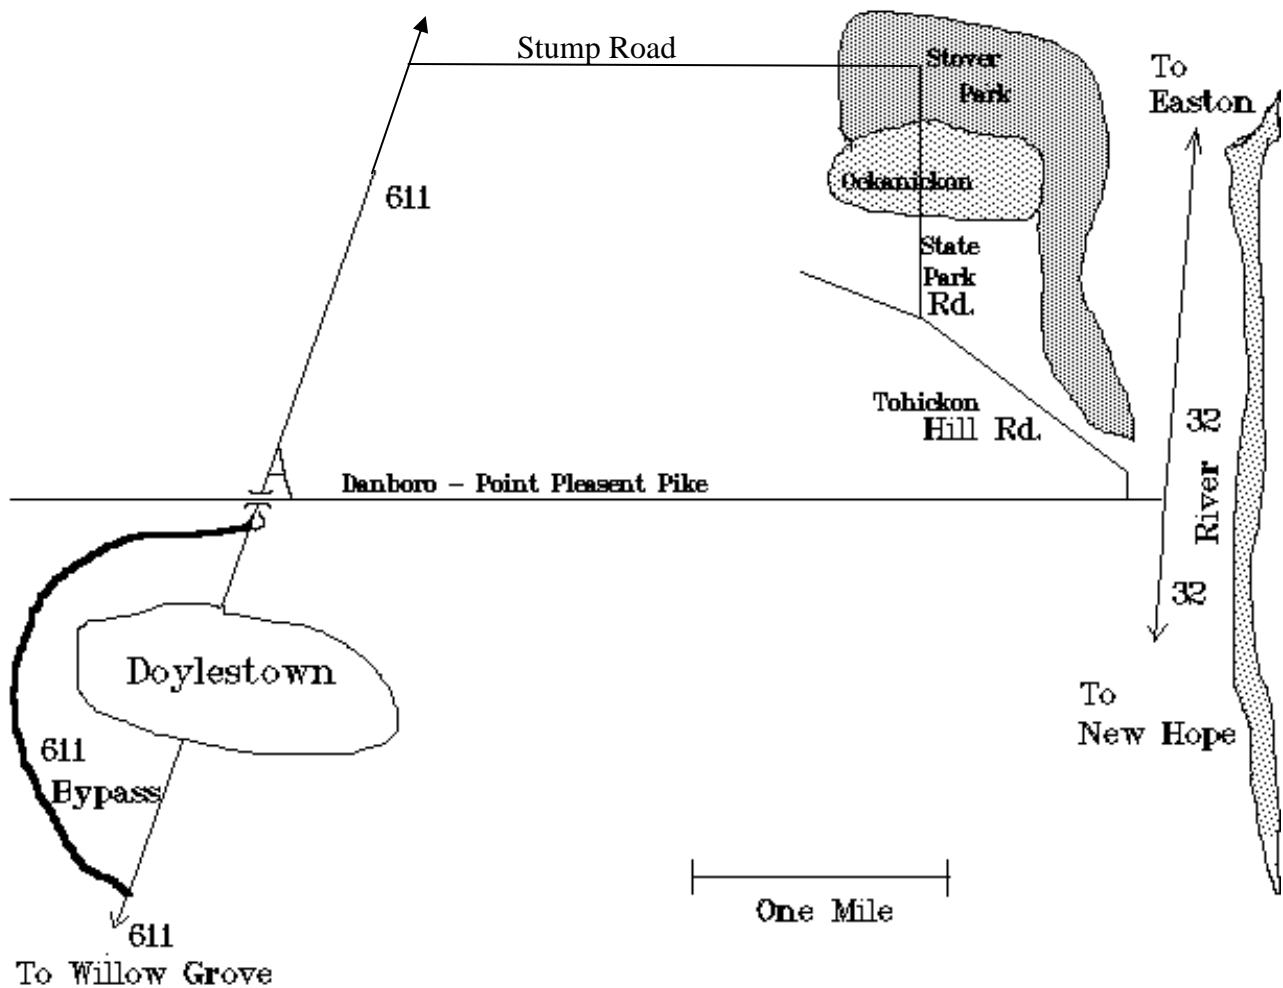 Stump Road
Stover
Park
To
Easton
611
Ockanickon
State
Park
Rd.
Tohickon
Hill Rd.
32
River
32
Danboro - Point Pleasent Pike
Doylestown
To
New Hope
611
Bypass
One Mile
611
To Willow Grove